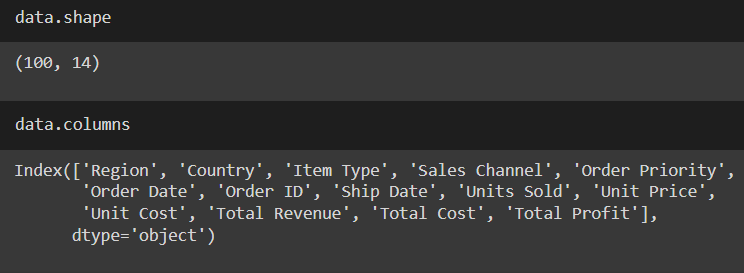 data.shape
(100, 14)
data.columns
Index(['Region', 'Country', 'Item Type', 'Sales Channel', 'Order Priority',
'Order Date', 'Order ID', 'Ship Date', 'Units Sold', 'Unit Price',
'Unit Cost', 'Total Revenue', 'Total Cost', 'Total Profit'],
dtype='object')